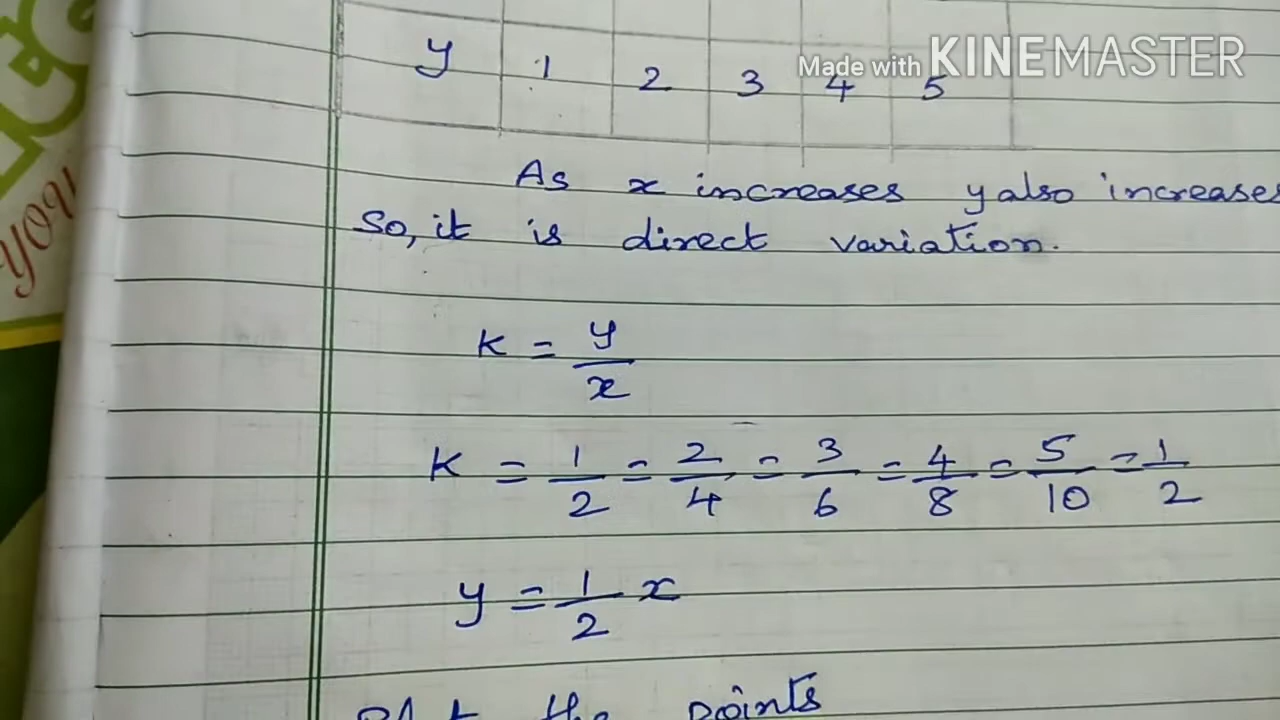 y 1 2 3 4 5
Made with KINEMASTER
YOU
As x increases y also increases
So, it is direct variation.
K = y/x
K = 1/2 = 2/4 = 3/6 = 4/8 = 5/10 = 1/2
y = 1/2 x
the points